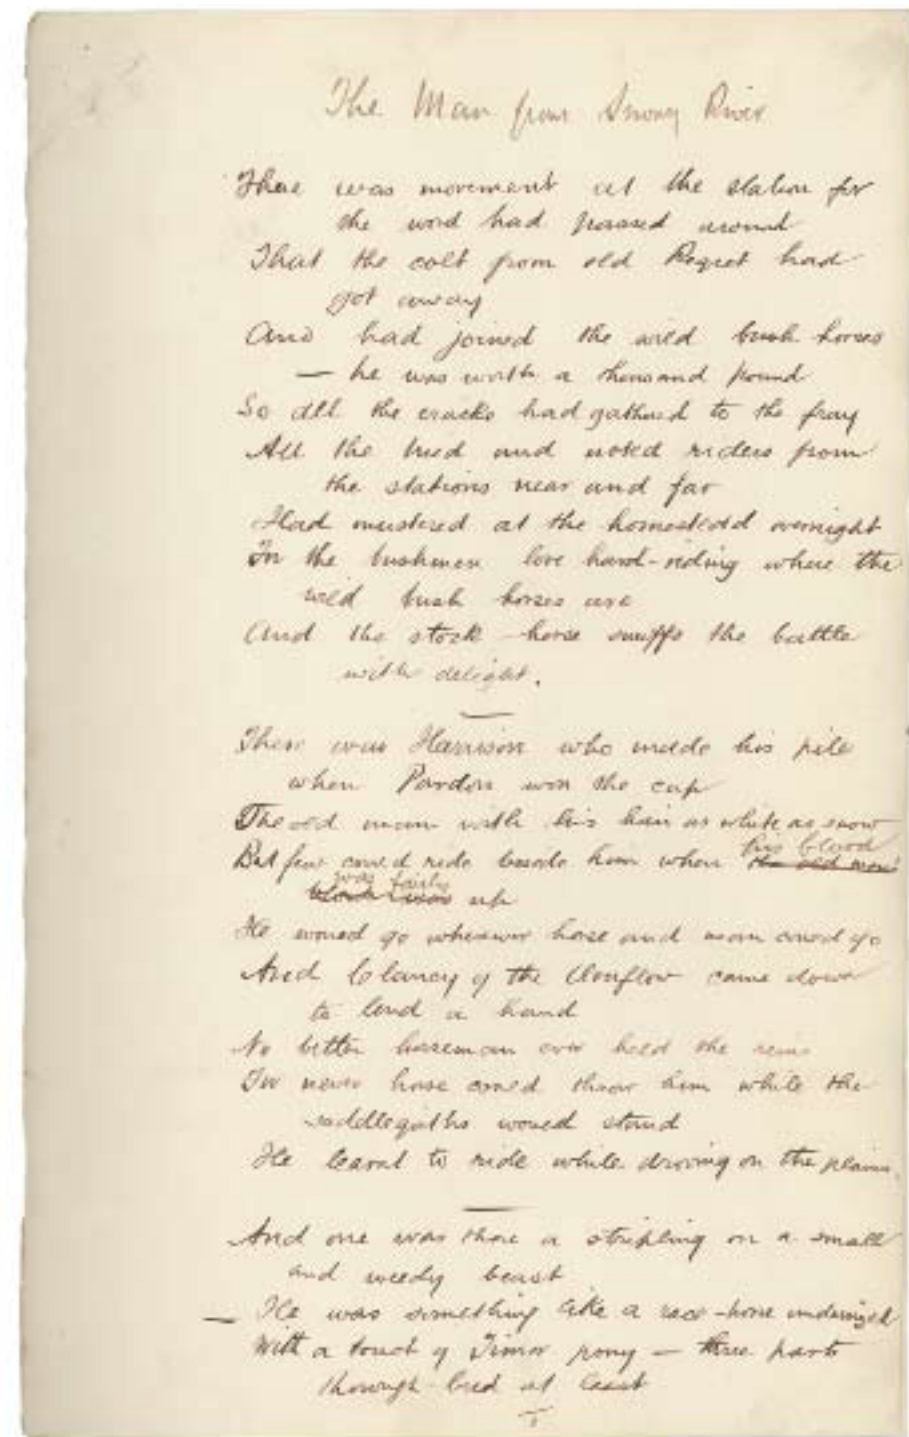 The Man from Snowy River
There was movement at the station for
the word had passed around
That the colt from old Regret had
got away
And had joined the wild bush horses
— he was worth a thousand pound
So all the cracks had gathered to the fray
All the tried and noted riders from
the stations near and far
Had mustered at the homestead overnight
For the bushmen love hard-riding where the
wild bush horses are
And the stock-horse snuffs the battle
with delight.
There was Harrison who made his pile
when Pardon won the cup
The old man with his hair as white as snow
his blood
But few could ride beside him when the old man's
was fairly
blood was up
He would go wherever horse and man could go
And Clancy of the Overflow came down
to lend a hand
No better horseman ever held the reins
For never horse could throw him while the
saddlegirths would stand
He learnt to ride while droving on the plains.
And one was there a stripling on a small
and weedy beast
— He was something like a race-horse undersized
With a touch of Timor pony — three parts
thorough-bred at least